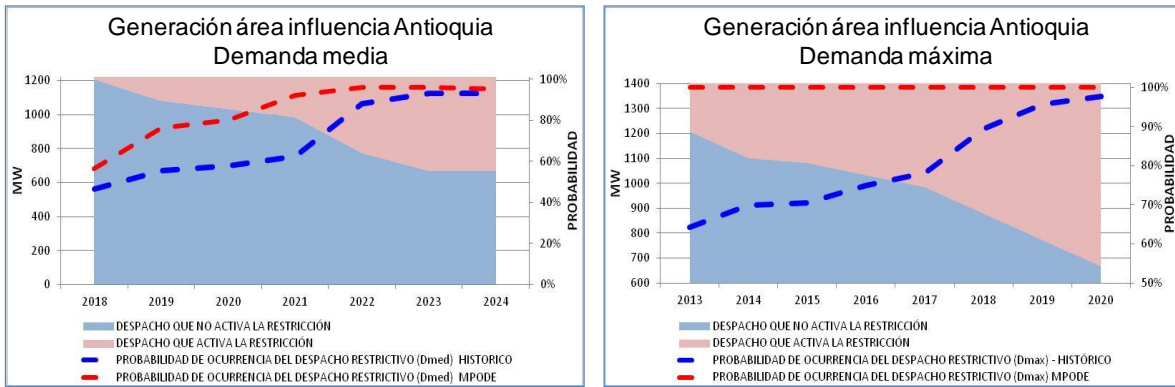 Generación área influencia Antioquia
Demanda media
1200
1000
800
600
400
200
0
MW
100%
80%
60%
40%
20%
0%
PROBABILIDAD
2018 2019 2020 2021 2022 2023 2024
DESPACHO QUE NO ACTIVA LA RESTRICCIÓN
DESPACHO QUE ACTIVA LA RESTRICCIÓN
PROBABILIDAD DE OCURRENCIA DEL DESPACHO RESTRICTIVO (Dmed) HISTORICO
PROBABILIDAD DE OCURRENCIA DEL DESPACHO RESTRICTIVO (Dmed) MPODE
Generación área influencia Antioquia
Demanda máxima
1400
1300
1200
1100
1000
900
800
700
600
MW
100%
90%
80%
70%
60%
50%
PROBABILIDAD
2013 2014 2015 2016 2017 2018 2019 2020
DESPACHO QUE NO ACTIVA LA RESTRICCIÓN
DESPACHO QUE ACTIVA LA RESTRICCIÓN
PROBABILIDAD DE OCURRENCIA DEL DESPACHO RESTRICTIVO (Dmax) - HISTÓRICO
PROBABILIDAD DE OCURRENCIA DEL DESPACHO RESTRICTIVO (Dmax) MPODE